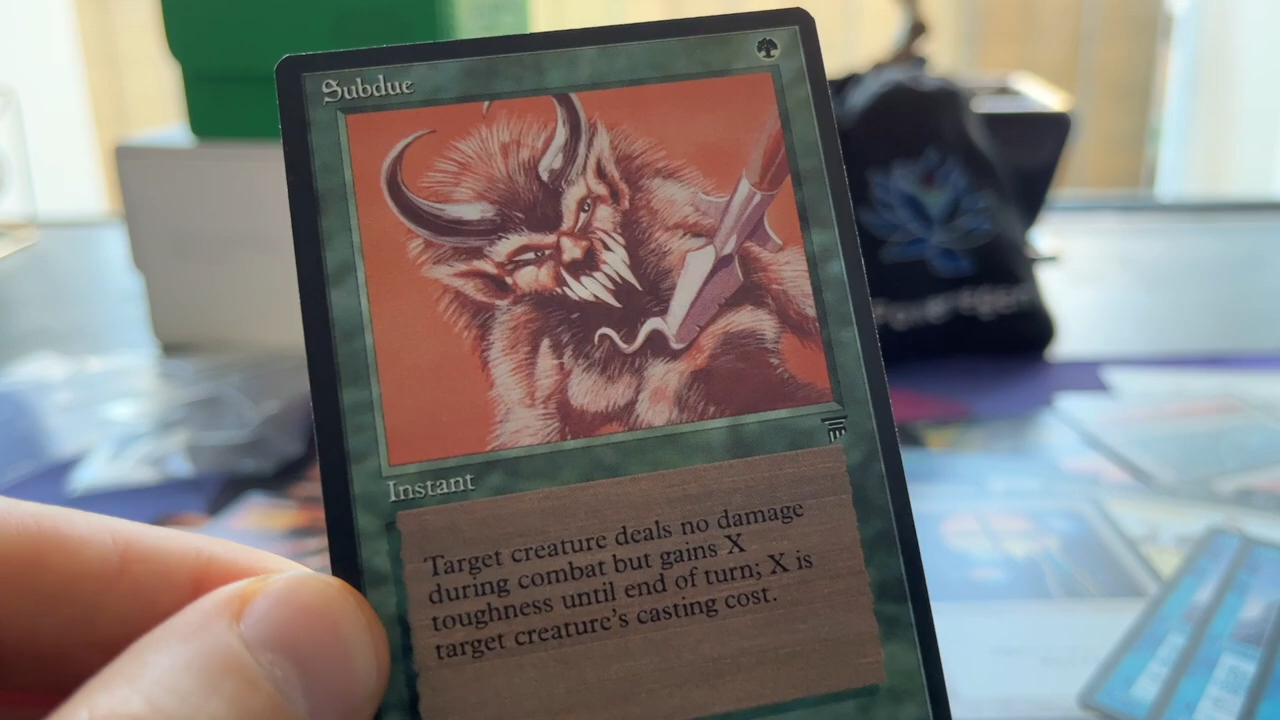 Subdue
Instant
Target creature deals no damage
during combat but gains X
toughness until end of turn; X is
target creature's casting cost.